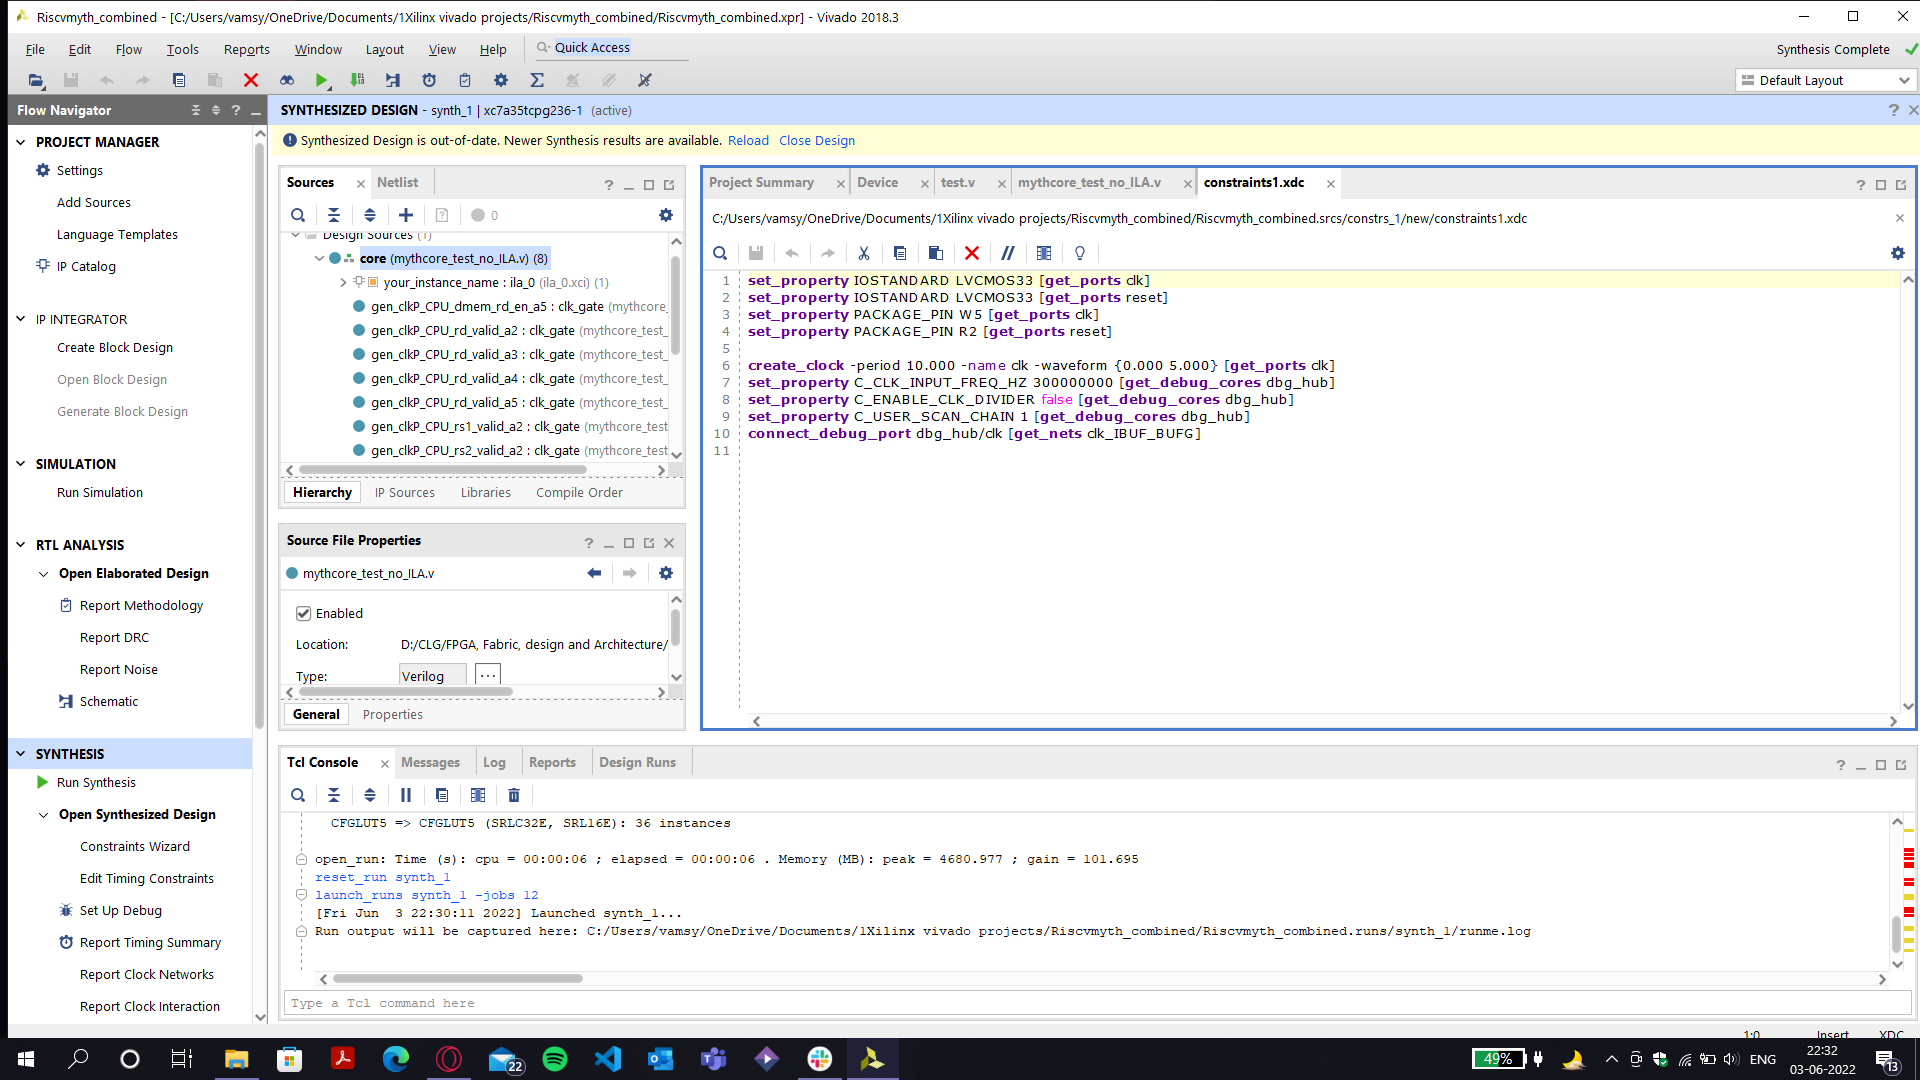 Riscvmyth_combined - [C:/Users/vamsy/OneDrive/Documents/1Xilinx vivado projects/Riscvmyth_combined/Riscvmyth_combined.xpr] - Vivado 2018.3
File Edit Flow Tools Reports Window Layout View Help Quick Access
Synthesis Complete
Default Layout
Flow Navigator
SYNTHESIZED DESIGN - synth_1 | xc7a35tcpg236-1 (active)
Synthesized Design is out-of-date. Newer Synthesis results are available. Reload Close Design
PROJECT MANAGER
Settings
Add Sources
Language Templates
IP Catalog
IP INTEGRATOR
Create Block Design
Open Block Design
Generate Block Design
SIMULATION
Run Simulation
RTL ANALYSIS
Open Elaborated Design
Report Methodology
Report DRC
Report Noise
Schematic
SYNTHESIS
Run Synthesis
Open Synthesized Design
Constraints Wizard
Edit Timing Constraints
Set Up Debug
Report Timing Summary
Report Clock Networks
Report Clock Interaction
Sources Netlist
0
Design Sources (1)
core (mythcore_test_no_ILA.v) (8)
your_instance_name : ila_0 (ila_0.xci) (1)
gen_clkP_CPU_dmem_rd_en_a5 : clk_gate (mythcore_
gen_clkP_CPU_rd_valid_a2 : clk_gate (mythcore_test_
gen_clkP_CPU_rd_valid_a3 : clk_gate (mythcore_test_
gen_clkP_CPU_rd_valid_a4 : clk_gate (mythcore_test_
gen_clkP_CPU_rd_valid_a5 : clk_gate (mythcore_test_
gen_clkP_CPU_rs1_valid_a2 : clk_gate (mythcore_test
gen_clkP_CPU_rs2_valid_a2 : clk_gate (mythcore_test
Hierarchy IP Sources Libraries Compile Order
Source File Properties
mythcore_test_no_ILA.v
Enabled
Location: D:/CLG/FPGA, Fabric, design and Architecture/
Type: Verilog ...
General Properties
Project Summary Device test.v mythcore_test_no_ILA.v constraints1.xdc
C:/Users/vamsy/OneDrive/Documents/1Xilinx vivado projects/Riscvmyth_combined/Riscvmyth_combined.srcs/constrs_1/new/constraints1.xdc
1 set_property IOSTANDARD LVCMOS33 [get_ports clk]
2 set_property IOSTANDARD LVCMOS33 [get_ports reset]
3 set_property PACKAGE_PIN W5 [get_ports clk]
4 set_property PACKAGE_PIN R2 [get_ports reset]
5
6 create_clock -period 10.000 -name clk -waveform {0.000 5.000} [get_ports clk]
7 set_property C_CLK_INPUT_FREQ_HZ 300000000 [get_debug_cores dbg_hub]
8 set_property C_ENABLE_CLK_DIVIDER false [get_debug_cores dbg_hub]
9 set_property C_USER_SCAN_CHAIN 1 [get_debug_cores dbg_hub]
10 connect_debug_port dbg_hub/clk [get_nets clk_IBUF_BUFG]
11
Tcl Console Messages Log Reports Design Runs
CFGLUT5 => CFGLUT5 (SRLC32E, SRL16E): 36 instances
open_run: Time (s): cpu = 00:00:06 ; elapsed = 00:00:06 . Memory (MB): peak = 4680.977 ; gain = 101.695
reset_run synth_1
launch_runs synth_1 -jobs 12
[Fri Jun  3 22:30:11 2022] Launched synth_1...
Run output will be captured here: C:/Users/vamsy/OneDrive/Documents/1Xilinx vivado projects/Riscvmyth_combined/Riscvmyth_combined.runs/synth_1/runme.log
Type a Tcl command here
1:0 Insert XDC
22
49%
ENG
22:32
03-06-2022
13